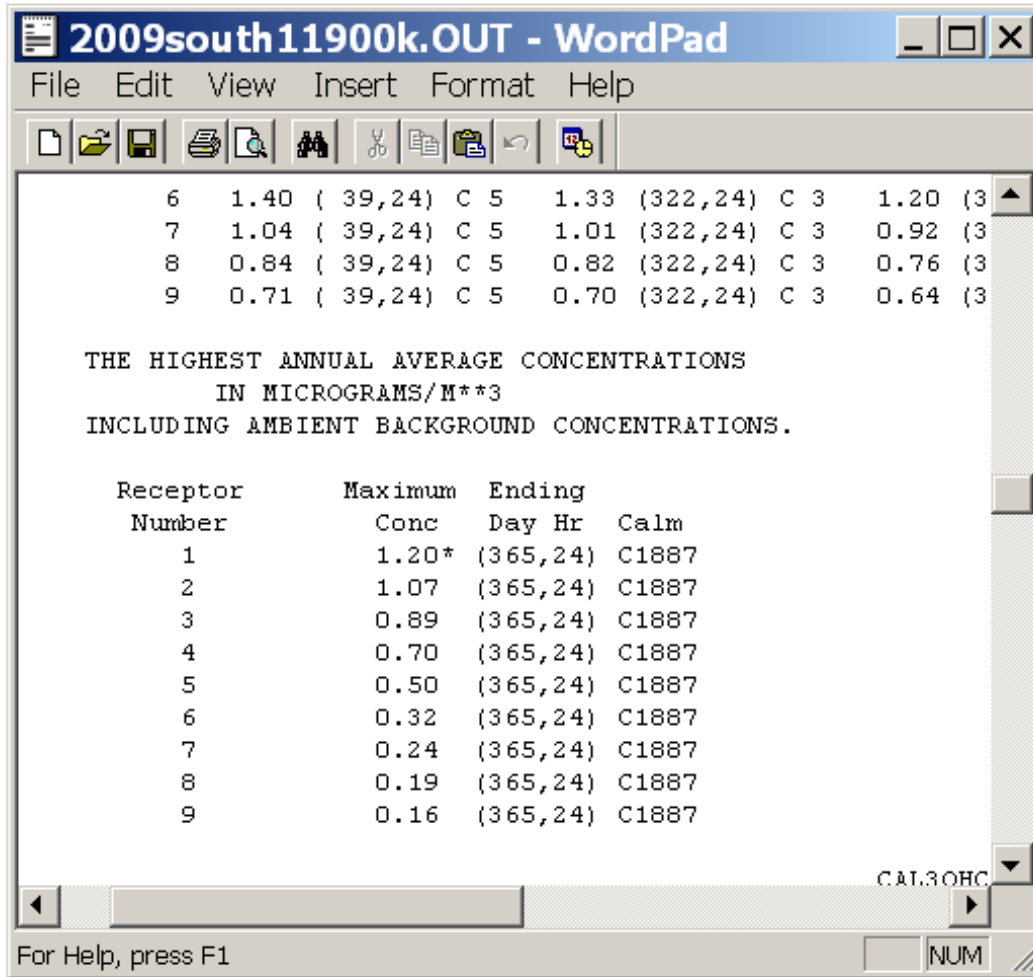 2009south11900k.OUT - WordPad
File Edit View Insert Format Help
6 1.40 ( 39,24) C 5 1.33 (322,24) C 3 1.20 (3
7 1.04 ( 39,24) C 5 1.01 (322,24) C 3 0.92 (3
8 0.84 ( 39,24) C 5 0.82 (322,24) C 3 0.76 (3
9 0.71 ( 39,24) C 5 0.70 (322,24) C 3 0.64 (3
THE HIGHEST ANNUAL AVERAGE CONCENTRATIONS
IN MICROGRAMS/M**3
INCLUDING AMBIENT BACKGROUND CONCENTRATIONS.
Receptor Maximum Ending
Number Conc Day Hr Calm
1 1.20* (365,24) C1887
2 1.07 (365,24) C1887
3 0.89 (365,24) C1887
4 0.70 (365,24) C1887
5 0.50 (365,24) C1887
6 0.32 (365,24) C1887
7 0.24 (365,24) C1887
8 0.19 (365,24) C1887
9 0.16 (365,24) C1887
CAL3QHC
For Help, press F1 NUM